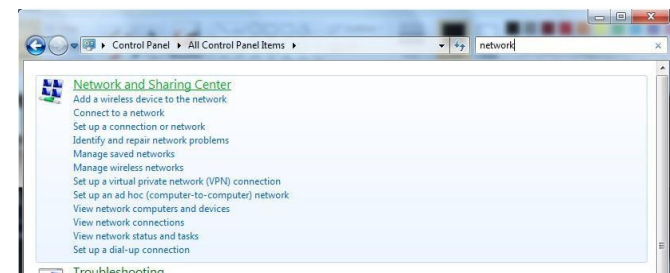 Control Panel ▸ All Control Panel Items ▸
network
Network and Sharing Center
Add a wireless device to the network
Connect to a network
Set up a connection or network
Identify and repair network problems
Manage saved networks
Manage wireless networks
Set up a virtual private network (VPN) connection
Set up an ad hoc (computer-to-computer) network
View network computers and devices
View network connections
View network status and tasks
Set up a dial-up connection
Troubleshooting